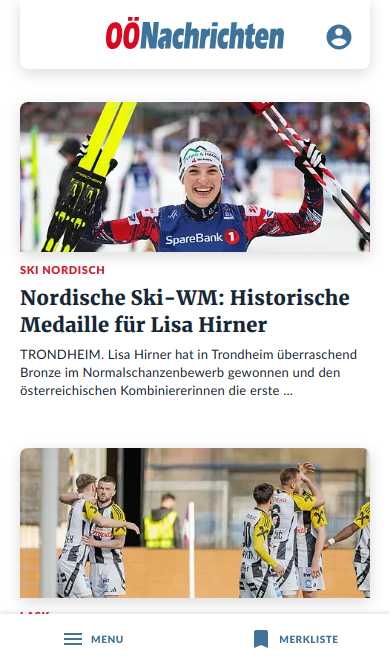 OÖNachrichten
SpareBank 1
SKI NORDISCH
Nordische Ski-WM: Historische
Medaille für Lisa Hirner
TRONDHEIM. Lisa Hirner hat in Trondheim überraschend
Bronze im Normalschanzenbewerb gewonnen und den
österreichischen Kombiniererinnen die erste ...
LASK
MENU
MERKLISTE